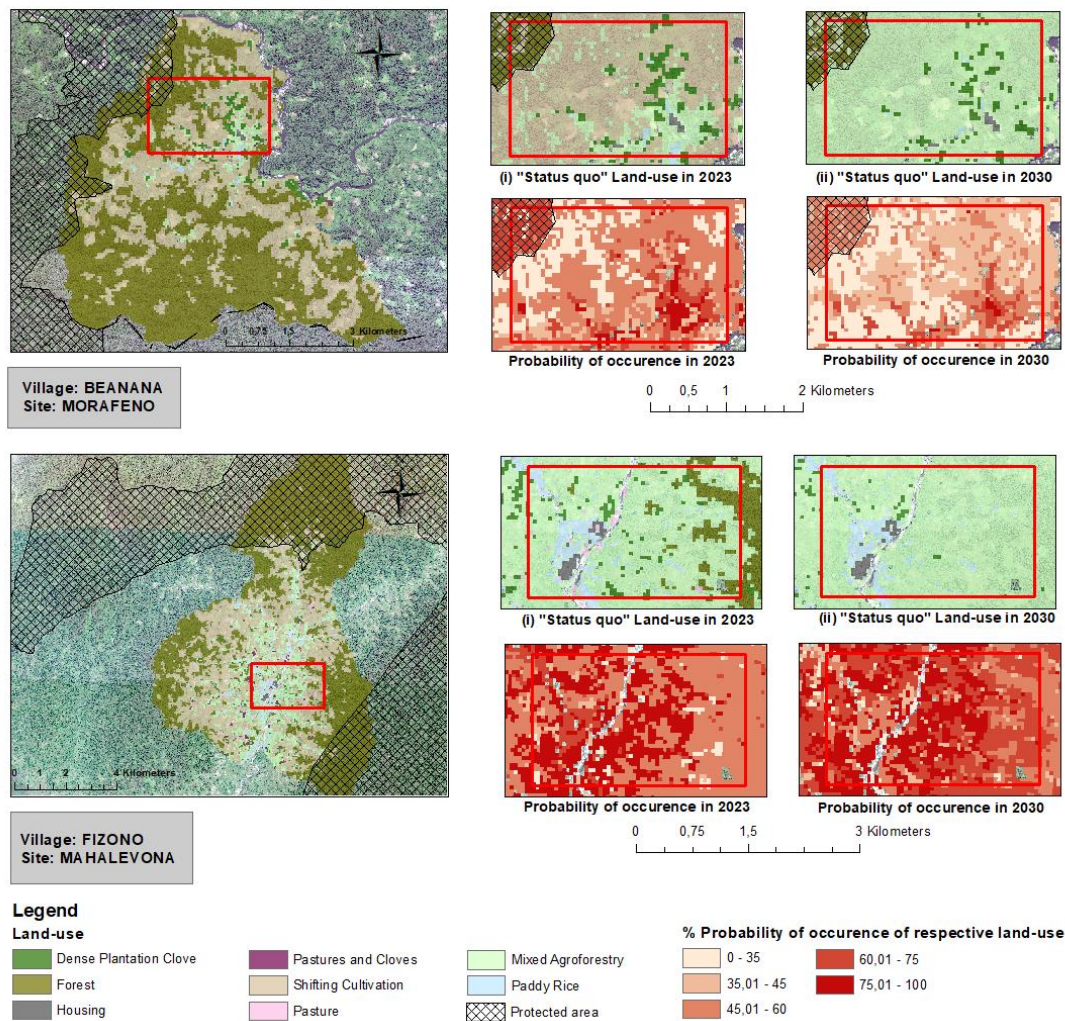 (i) "Status quo" Land-use in 2023
(ii) "Status quo" Land-use in 2030
0 0,75 1,5 3 Kilometers
Probability of occurence in 2023
Probability of occurence in 2030
Village: BEANANA
Site: MORAFENO
0 0,5 1 2 Kilometers
(i) "Status quo" Land-use in 2023
(ii) "Status quo" Land-use in 2030
0 1 2 4 Kilometers
Probability of occurence in 2023
Probability of occurence in 2030
Village: FIZONO
Site: MAHALEVONA
0 0,75 1,5 3 Kilometers
Legend
Land-use
Dense Plantation Clove
Forest
Housing
Pastures and Cloves
Shifting Cultivation
Pasture
Mixed Agroforestry
Paddy Rice
Protected area
% Probability of occurence of respective land-use
0 - 35
35,01 - 45
45,01 - 60
60,01 - 75
75,01 - 100